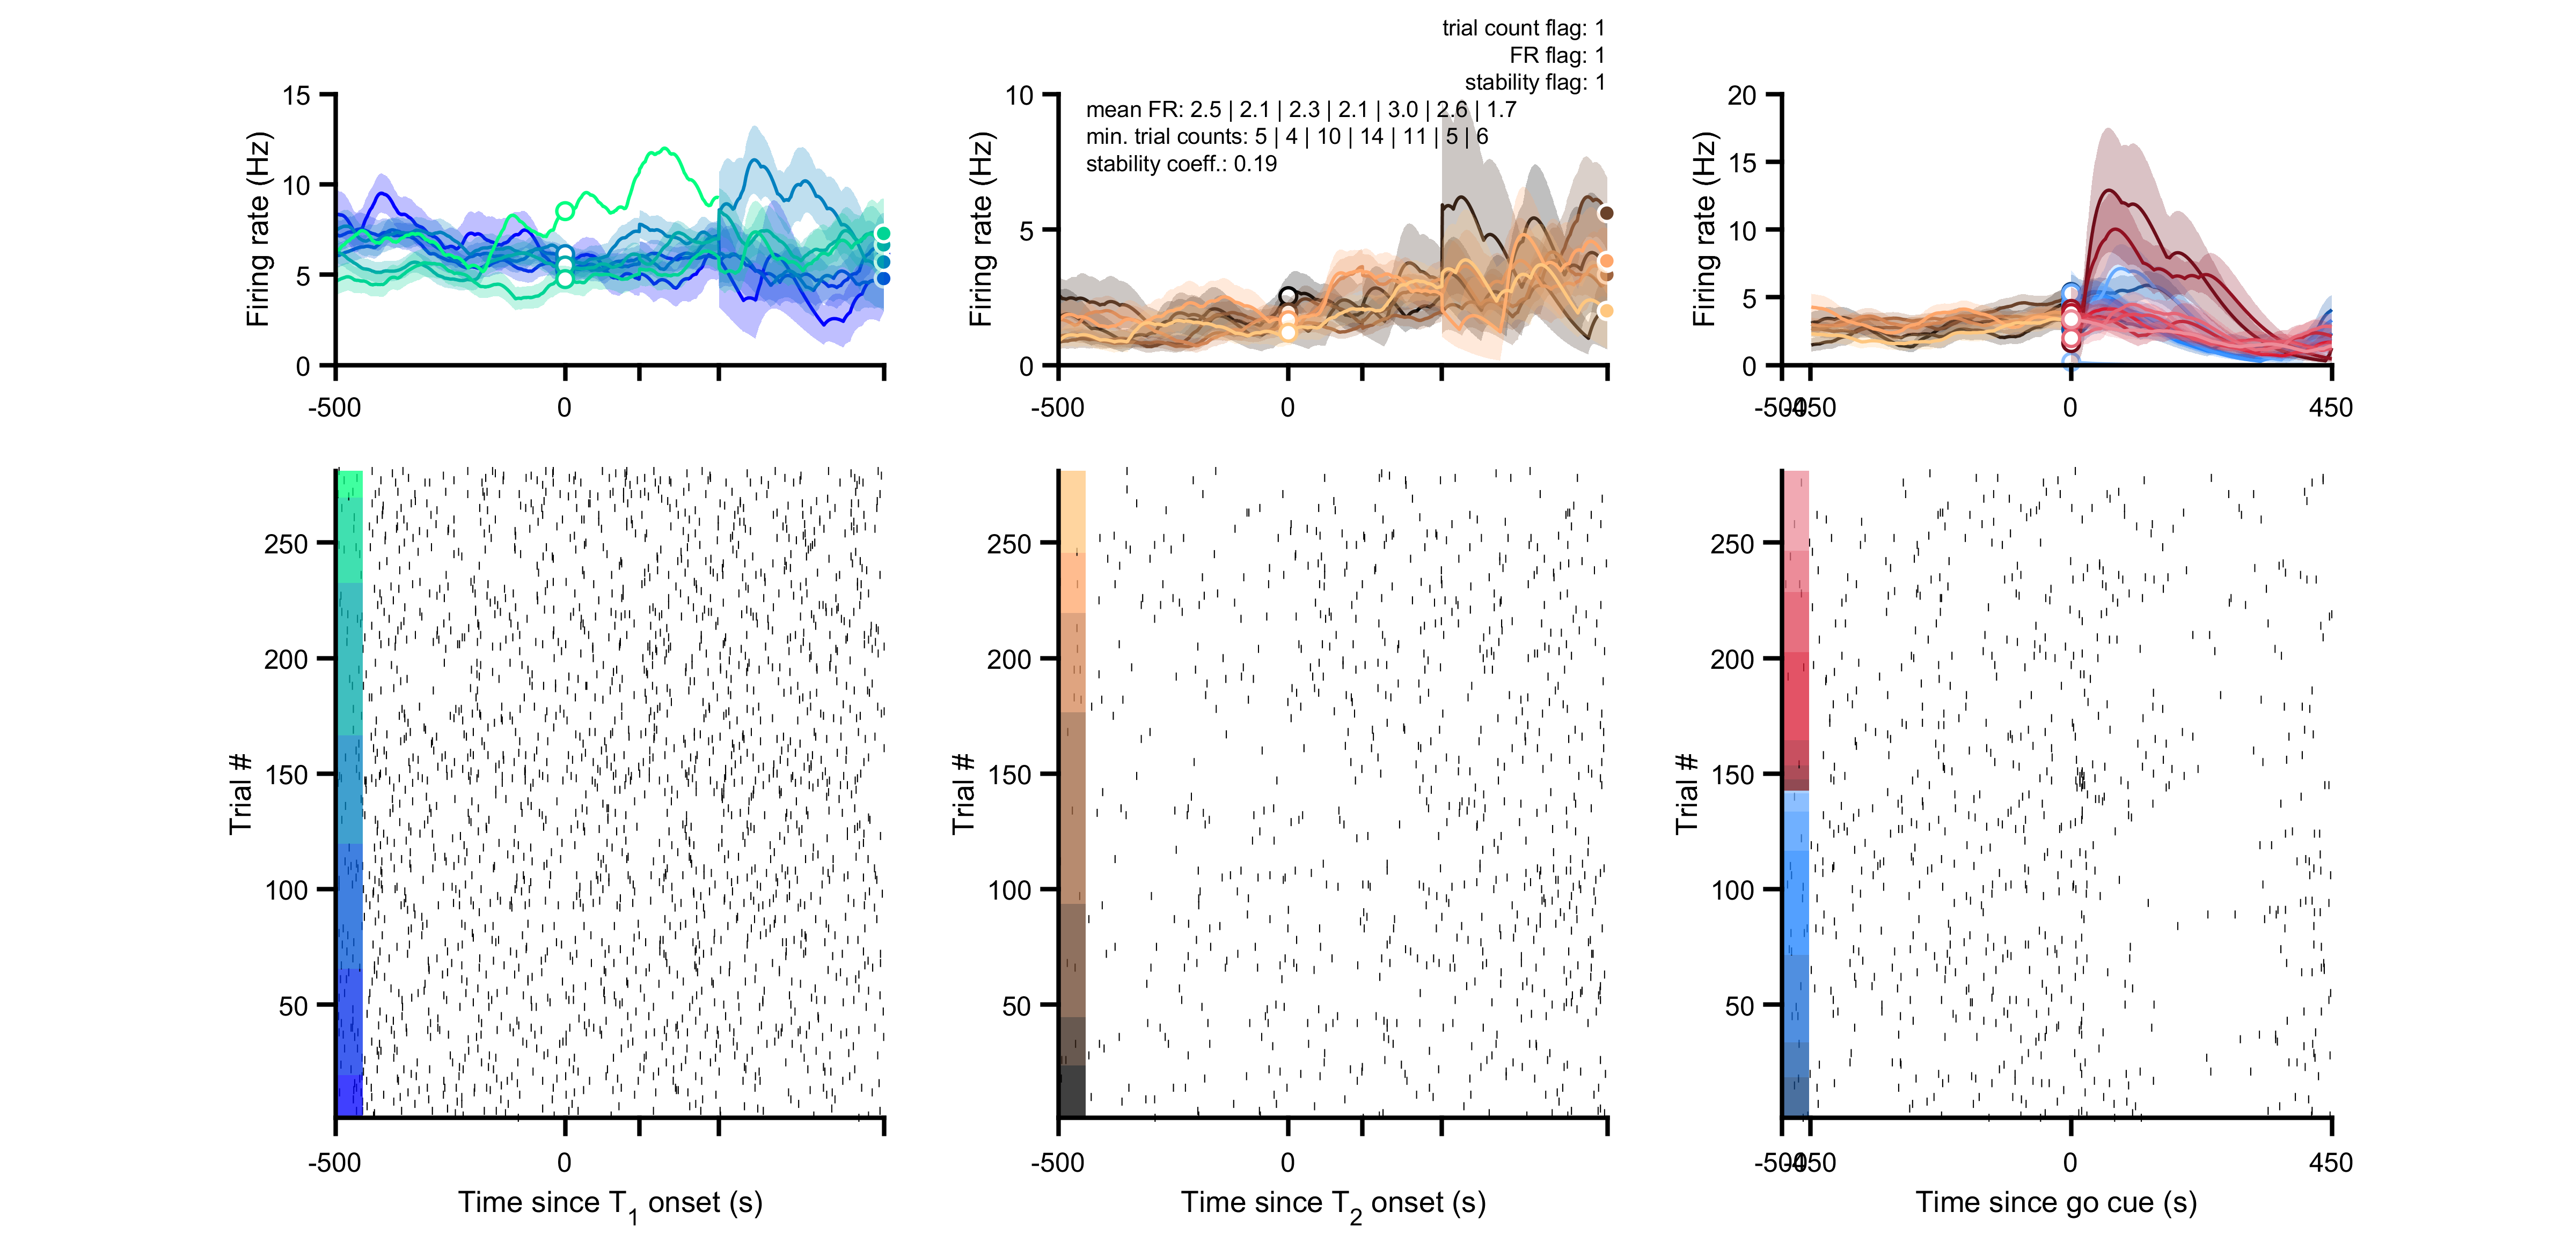 trial count flag: 1
FR flag: 1
stability flag: 1
mean FR: 2.5 | 2.1 | 2.3 | 2.1 | 3.0 | 2.6 | 1.7
min. trial counts: 5 | 4 | 10 | 14 | 11 | 5 | 6
stability coeff.: 0.19
Firing rate (Hz)
15
10
5
0
-500
0
Firing rate (Hz)
10
5
0
-500
0
Firing rate (Hz)
20
15
10
5
0
-500
-450
0
450
Trial #
250
200
150
100
50
-500
0
Time since T1 onset (s)
Trial #
250
200
150
100
50
-500
0
Time since T2 onset (s)
Trial #
250
200
150
100
50
-500
-450
0
450
Time since go cue (s)